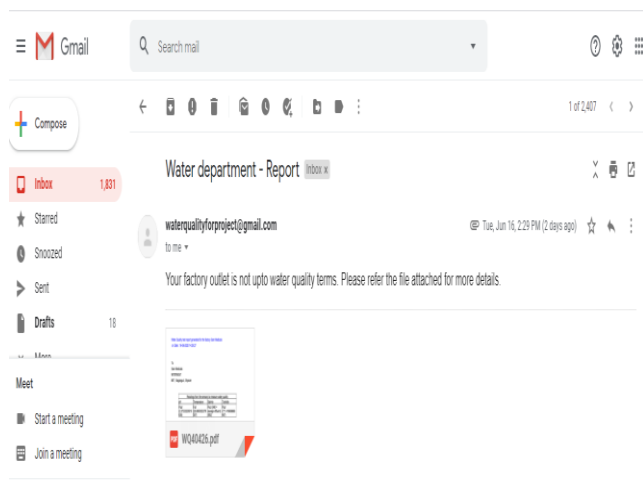 Gmail
Search mail
Compose
1 of 2,407
Water department - Report Inbox x
Inbox 1,831
Starred
waterqualityforproject@gmail.com
Tue, Jun 16, 2:29 PM (2 days ago)
to me
Snoozed
Your factory outlet is not upto water quality terms. Please refer the file attached for more details.
Sent
Drafts 18
More
Meet
Start a meeting
Join a meeting
PDF WQ40426.pdf